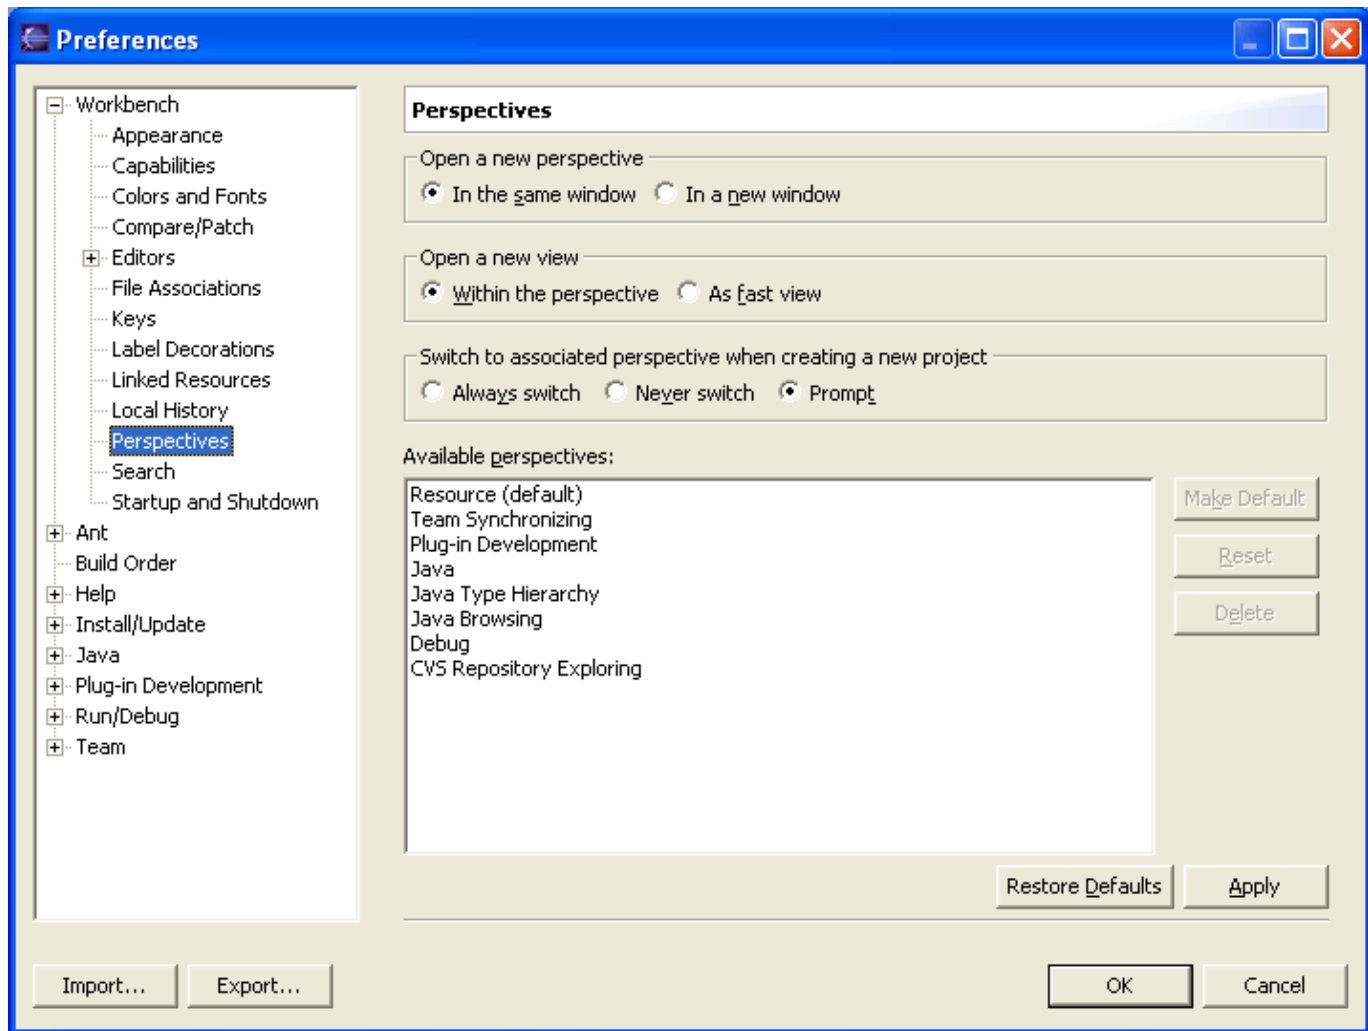 Preferences
Workbench
Appearance
Capabilities
Colors and Fonts
Compare/Patch
Editors
File Associations
Keys
Label Decorations
Linked Resources
Local History
Perspectives
Search
Startup and Shutdown
Ant
Build Order
Help
Install/Update
Java
Plug-in Development
Run/Debug
Team
Perspectives
Open a new perspective
In the same window In a new window
Open a new view
Within the perspective As fast view
Switch to associated perspective when creating a new project
Always switch Never switch Prompt
Available perspectives:
Resource (default)
Team Synchronizing
Plug-in Development
Java
Java Type Hierarchy
Java Browsing
Debug
CVS Repository Exploring
Make Default
Reset
Delete
Restore Defaults Apply
Import... Export... OK Cancel